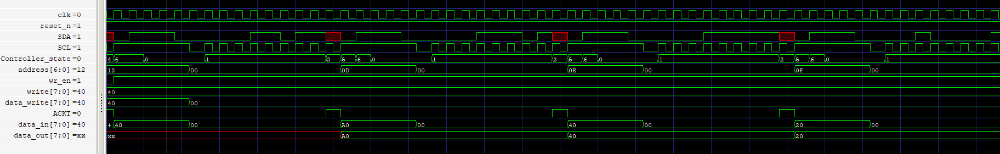 clk=0
reset_n=1
SDA=1
SCL=1
Controller_state=0 4 6 0 1 2 5 6 0 1 2 5 6 0 1 2 5 6 0 1
address[6:0]=12 12 00 0D 00 0E 00 0F 00
wr_en=1
write[7:0]=40 40
data_write[7:0]=40 40 00
ACKT=0
data_in[7:0]=40 + 40 00 A0 00 40 00 20 00
data_out[7:0]=xx xx A0 40 20